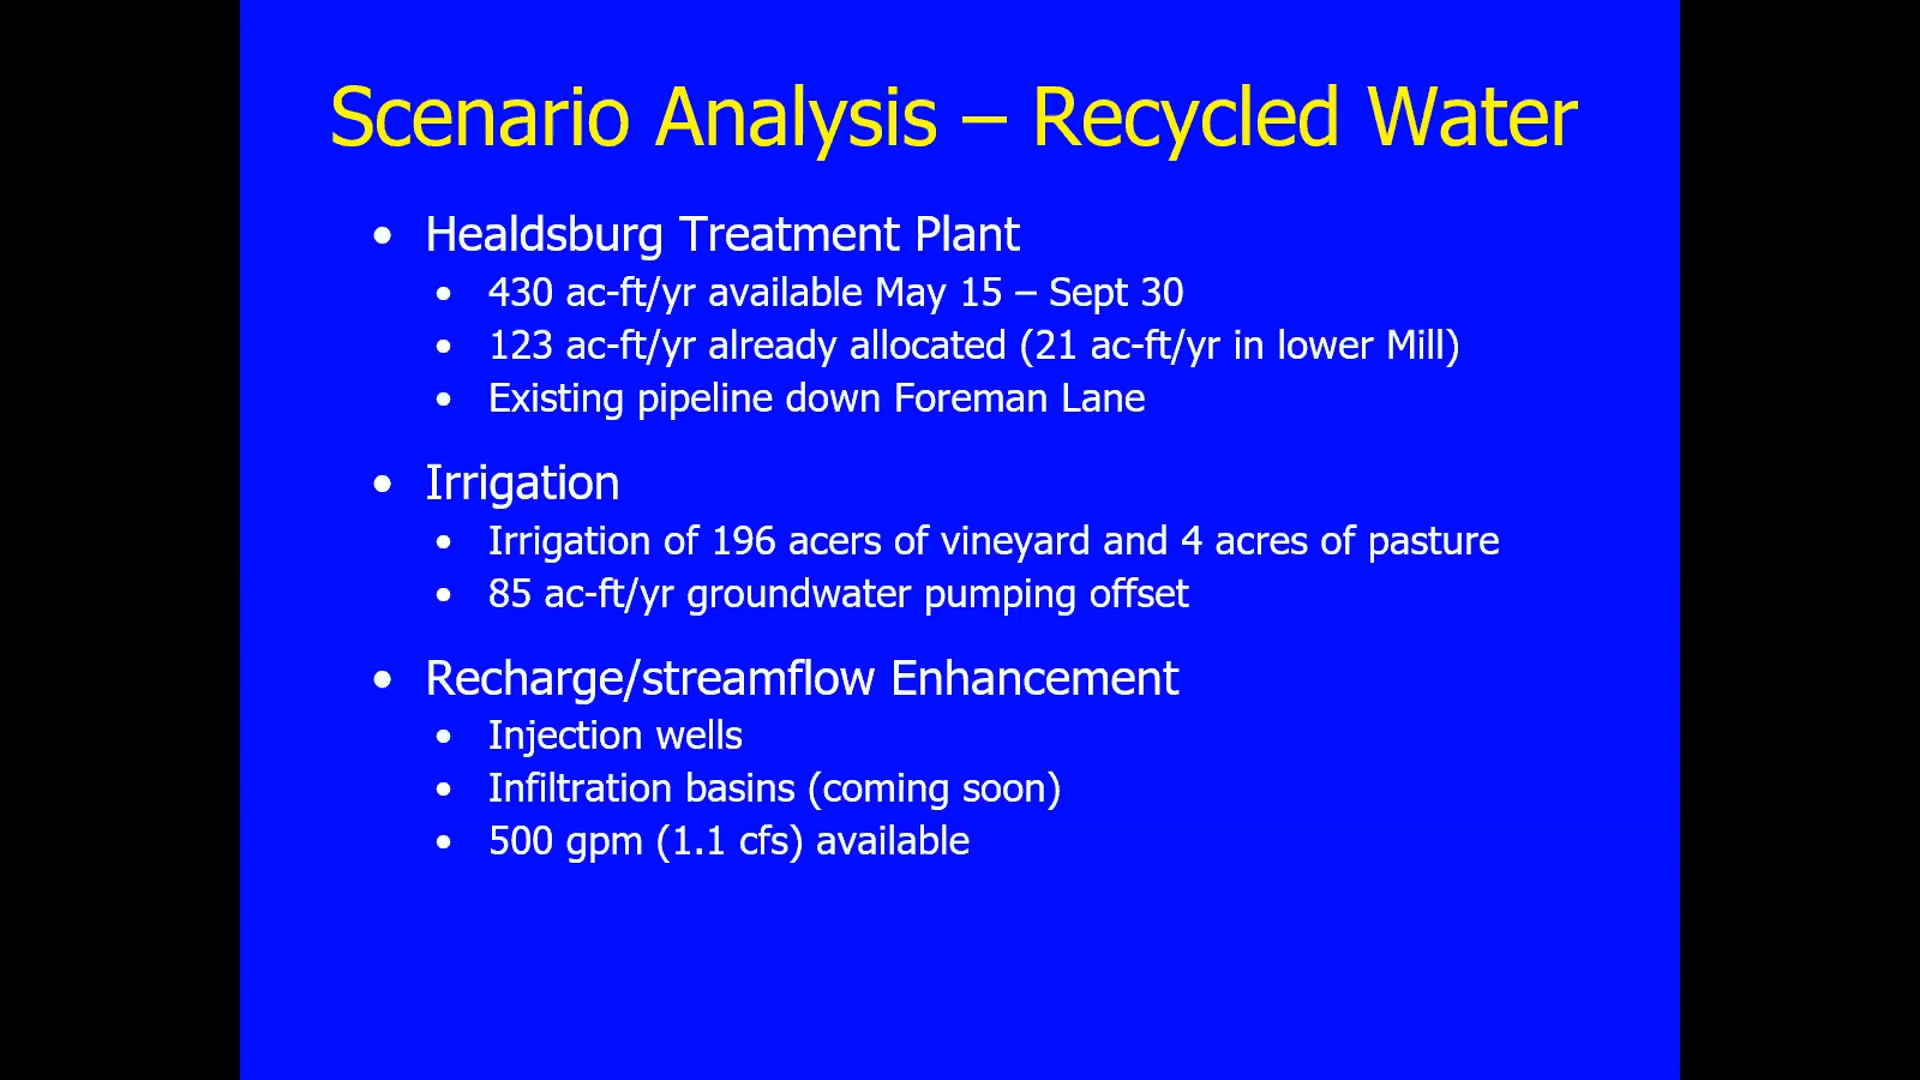 Scenario Analysis – Recycled Water
• Healdsburg Treatment Plant
• 430 ac-ft/yr available May 15 – Sept 30
• 123 ac-ft/yr already allocated (21 ac-ft/yr in lower Mill)
• Existing pipeline down Foreman Lane
• Irrigation
• Irrigation of 196 acers of vineyard and 4 acres of pasture
• 85 ac-ft/yr groundwater pumping offset
• Recharge/streamflow Enhancement
• Injection wells
• Infiltration basins (coming soon)
• 500 gpm (1.1 cfs) available